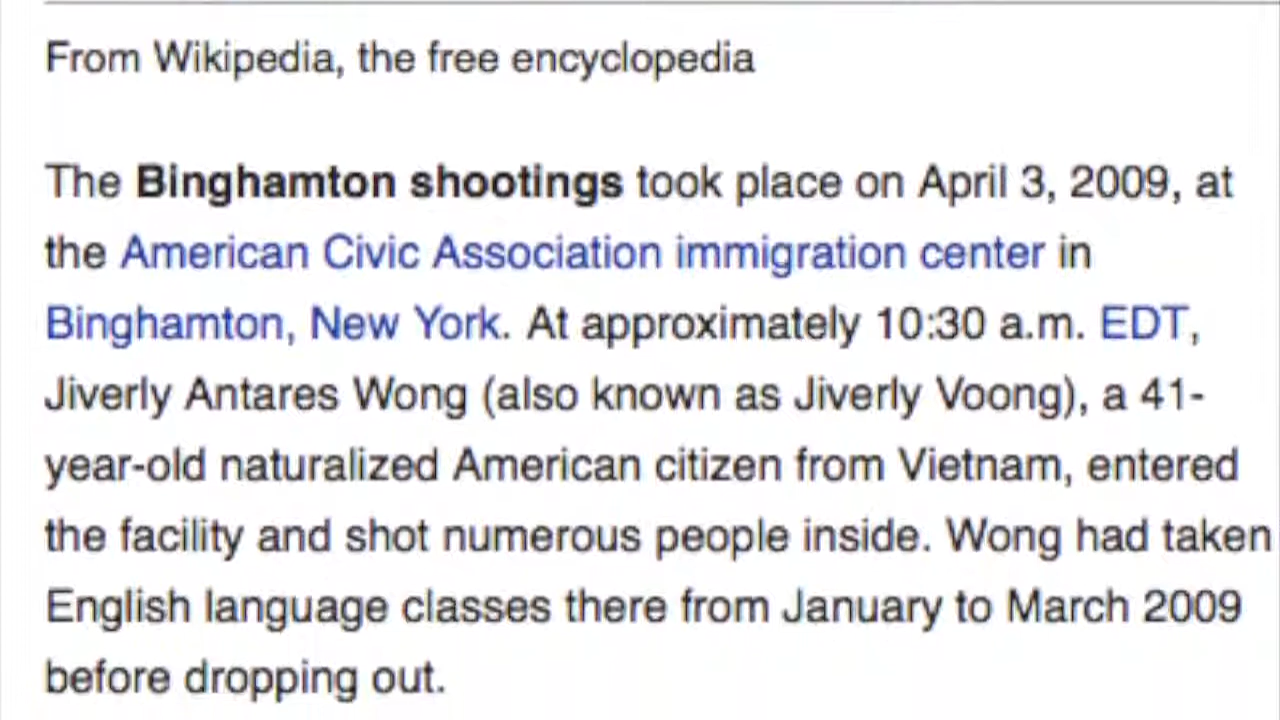 From Wikipedia, the free encyclopedia
The Binghamton shootings took place on April 3, 2009, at
the American Civic Association immigration center in
Binghamton, New York. At approximately 10:30 a.m. EDT,
Jiverly Antares Wong (also known as Jiverly Voong), a 41-
year-old naturalized American citizen from Vietnam, entered
the facility and shot numerous people inside. Wong had taken
English language classes there from January to March 2009
before dropping out.